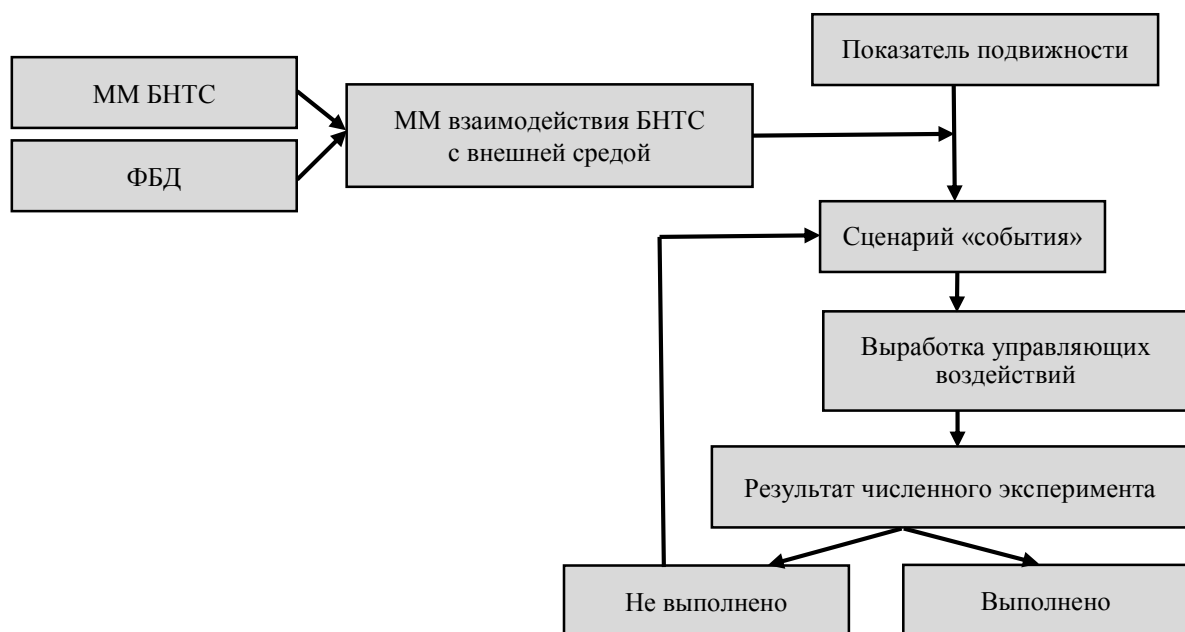 Показатель подвижности
ММ БНТС
ММ взаимодействия БНТС
с внешней средой
ФБД
Сценарий «события»
Выработка управляющих
воздействий
Результат численного эксперимента
Не выполнено
Выполнено